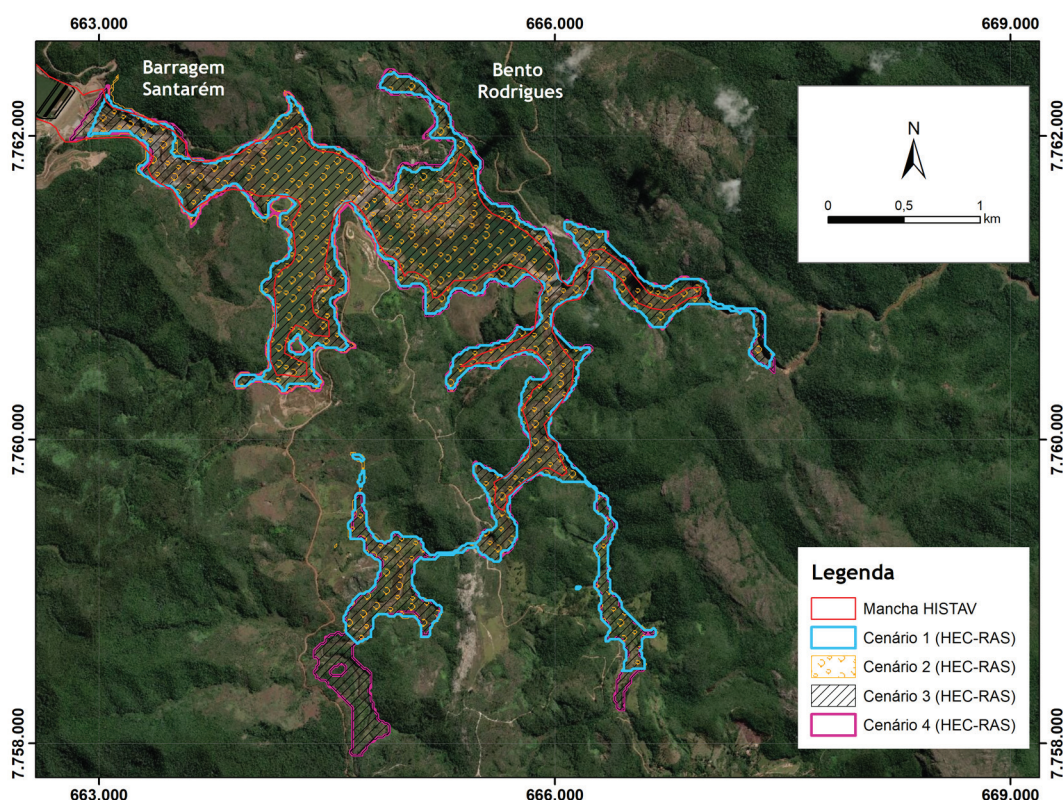 663.000 666.000 669.000
Barragem
Santarém
Bento
Rodrigues
7.762.000
7.762.000
N
0 0,5 1
km
7.760.000
7.760.000
Legenda
Mancha HISTAV
Cenário 1 (HEC-RAS)
Cenário 2 (HEC-RAS)
Cenário 3 (HEC-RAS)
Cenário 4 (HEC-RAS)
7.758.000
7.758.000
663.000 666.000 669.000